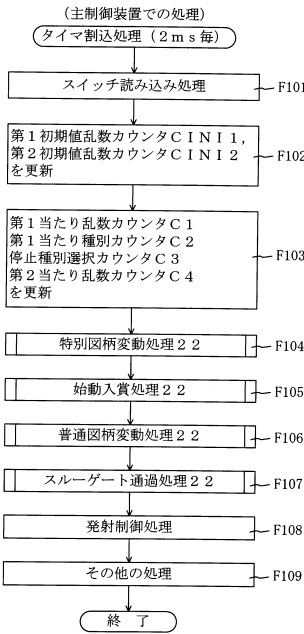 (主制御装置での処理)
タイマ割込処理(2ms毎)
スイッチ読み込み処理
F101
第1初期値乱数カウンタCINI1,
第2初期値乱数カウンタCINI2
を更新
F102
第1当たり乱数カウンタC1
第1当たり種別カウンタC2
停止種別選択カウンタC3
第2当たり乱数カウンタC4
を更新
F103
特別図柄変動処理22
F104
始動入賞処理22
F105
普通図柄変動処理22
F106
スルーゲート通過処理22
F107
発射制御処理
F108
その他の処理
F109
終 了